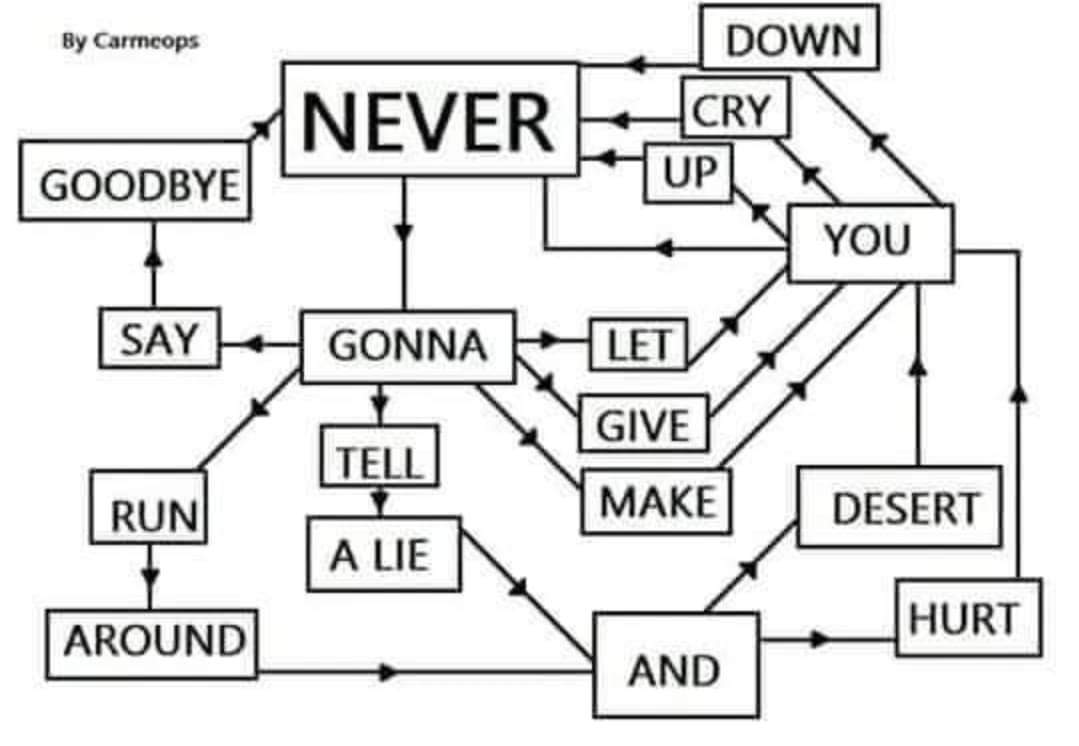 By Carmeops
DOWN
NEVER
CRY
UP
GOODBYE
YOU
SAY
GONNA
LET
GIVE
TELL
MAKE
RUN
DESERT
A LIE
AROUND
AND
HURT